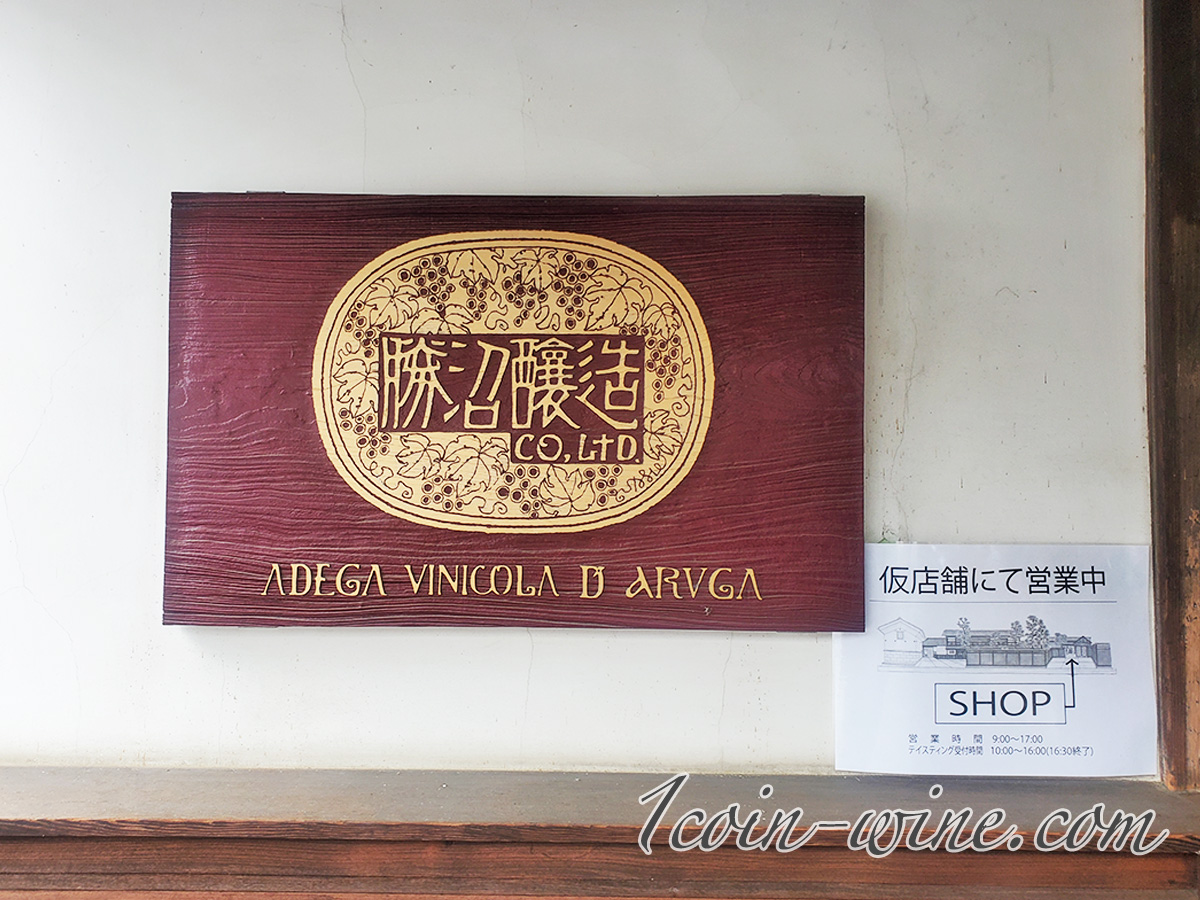 勝沼醸造
CO, LTD.
ADEGA VINICOLA D ARVGA
仮店舗にて営業中
SHOP
営業時間 9:00〜17:00
テイスティング受付時間 10:00〜16:00(16:30終了)
1coin-wine.com